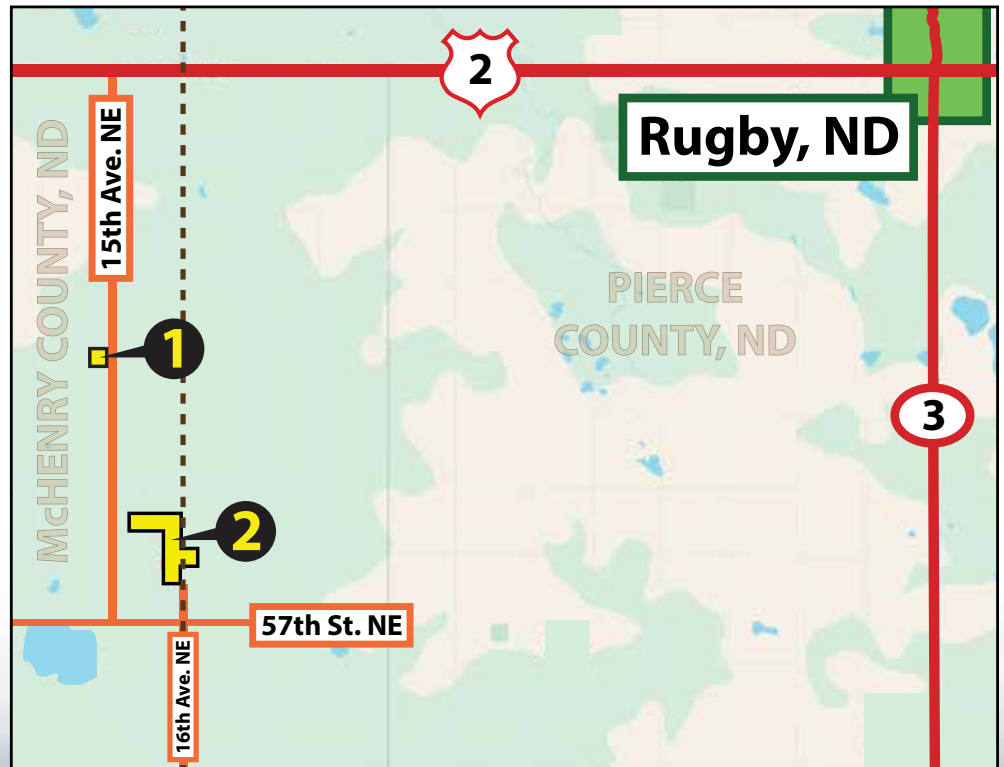 2
Rugby, ND
15th Ave. NE
McHENRY COUNTY, ND
PIERCE
COUNTY, ND
1
3
2
57th St. NE
16th Ave. NE